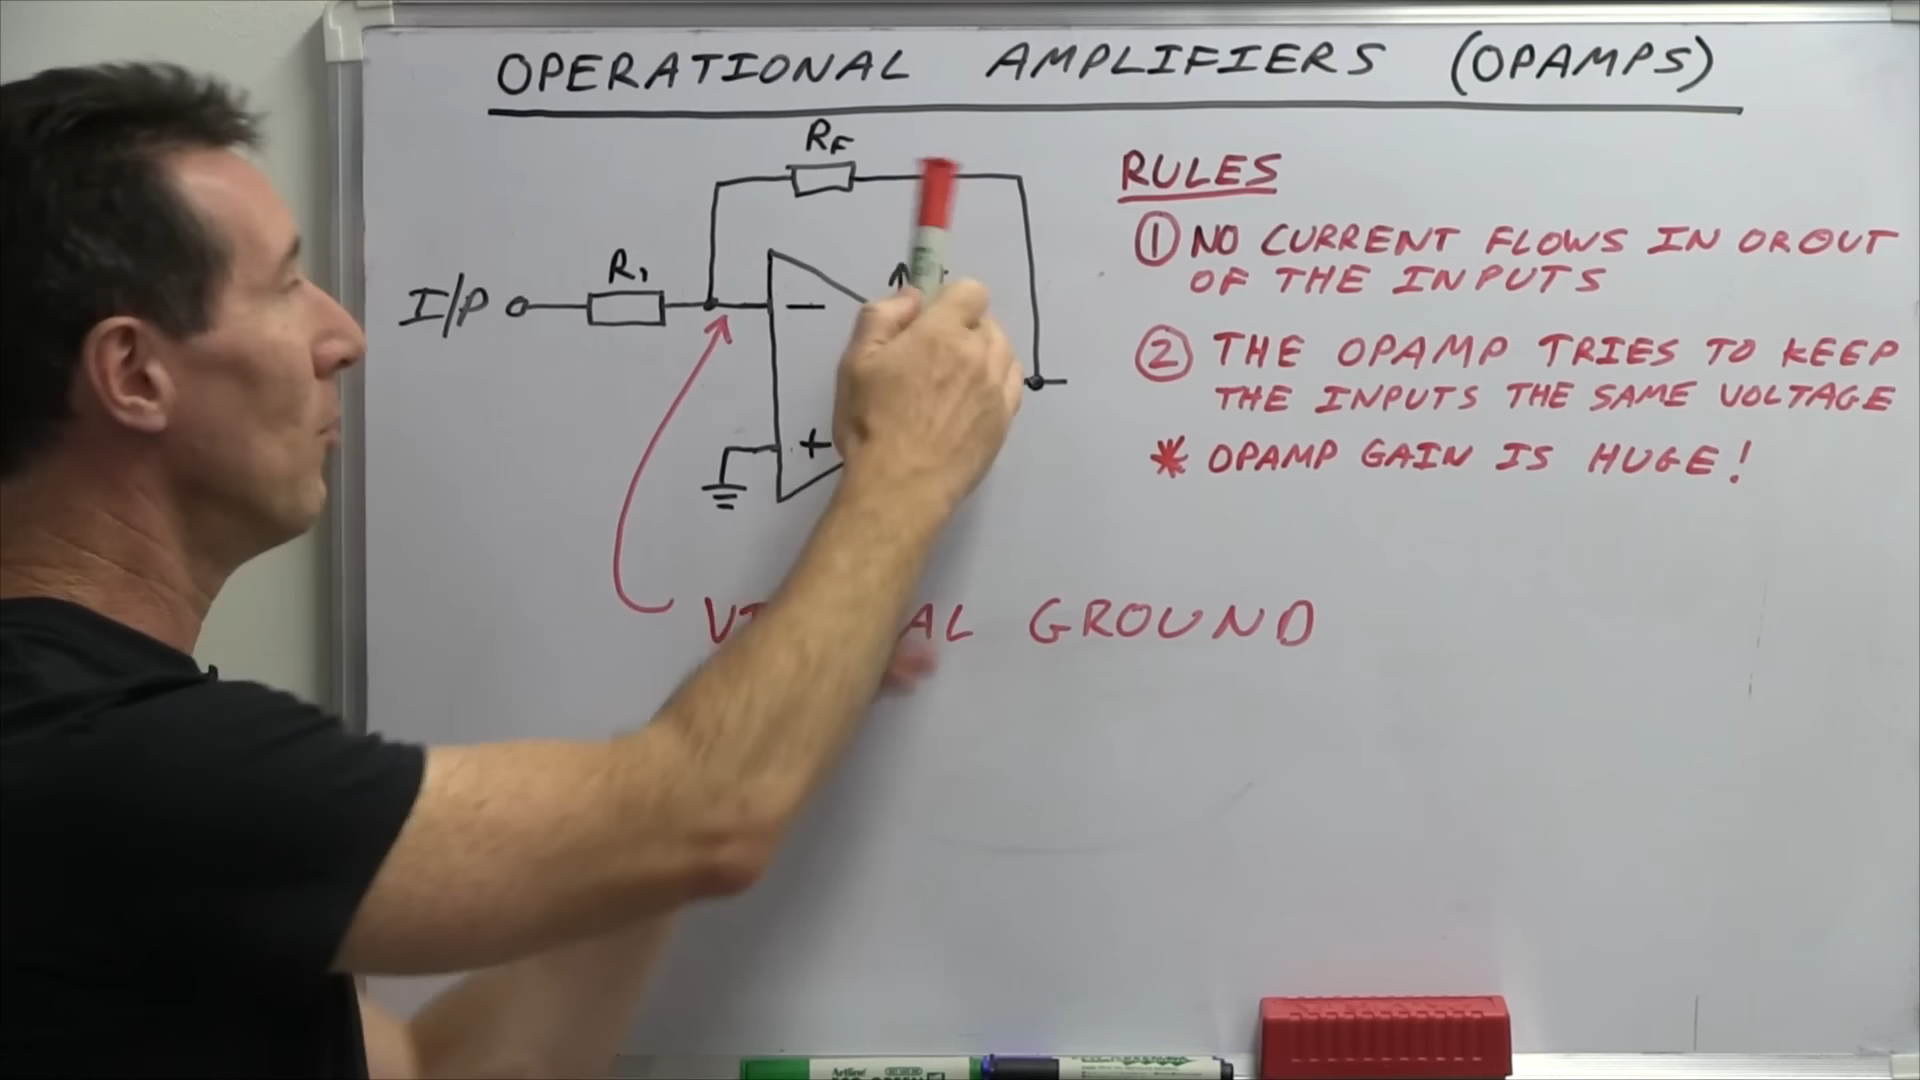 OPERATIONAL AMPLIFIERS (OPAMPS)
RF
R1
I/P
−
+
RULES
① NO CURRENT FLOWS IN OR OUT
OF THE INPUTS
② THE OPAMP TRIES TO KEEP
THE INPUTS THE SAME VOLTAGE
* OPAMP GAIN IS HUGE!
GROUND
Artline